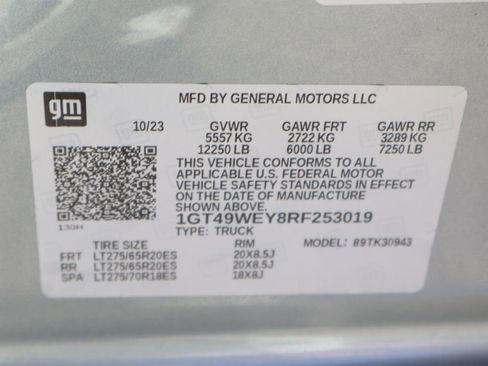 gm
MFD BY GENERAL MOTORS LLC
10/23 GVWR GAWR FRT GAWR RR
5557 KG 2722 KG 3289 KG
12250 LB 6000 LB 7250 LB
THIS VEHICLE CONFORMS TO ALL
APPLICABLE U.S. FEDERAL MOTOR
VEHICLE SAFETY STANDARDS IN EFFECT
ON THE DATE OF MANUFACTURE
SHOWN ABOVE.
1GT49WEY8RF253019
130H
TYPE: TRUCK
TIRE SIZE RIM MODEL: 89TK30943
FRT LT275/65R20ES 20X8.5J
RR LT275/65R20ES 20X8.5J
SPA LT275/70R18ES 18X8J